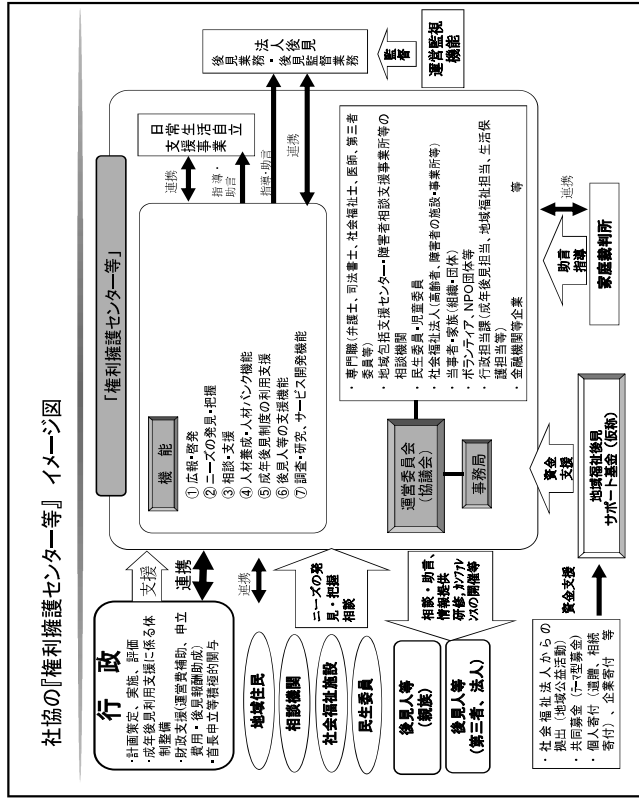 社協の『権利擁護センター等』 イメージ図
行 政
・計画策定、実施、評価
・成年後見利用支援に係る体
制整備
・財政支援(運営費補助、申立
費用・後見報酬助成)
・首長申立等積極的関与
支援
連携
地域住民
相談機関
社会福祉施設
民生委員
連携
ニーズの発
見・把握
相談
後見人等
(親族)
後見人等
(第三者、法人)
相談・助言、
情報提供
研修、カンファレ
ンスの開催等
・社会福祉法人からの
拠出(地域公益活動)
・共同募金(テーマ型募金)
・個人寄付(遺贈、相続
寄付)、企業寄付 等
資金支援
地域福祉後見
サポート基金(仮称)
資金
支援
「権利擁護センター等」
機 能
① 広報・啓発
② ニーズの発見・把握
③ 相談・支援
④ 人材養成・人材バンク機能
⑤ 成年後見制度の利用支援
⑥ 後見人等の支援機能
⑦ 調査・研究、サービス開発機能
運営委員会
(協議会)
事務局
・専門職(弁護士、司法書士、社会福祉士、医師、第三者
委員等)
・地域包括支援センター・障害者相談支援事業所等の
相談機関
・民生委員・児童委員
・社会福祉法人(高齢者、障害者の施設・事業所等)
・当事者・家族(組織・団体)
・ボランティア、NPO団体等
・行政担当課(成年後見担当、地域福祉担当、生活保
護担当等)
・金融機関等企業 等
連携
指導・
助言
日常生活自立
支援事業
指導・助言
連携
法人後見
後見業務・後見監督業務
監督
運営監視
機能
助言
指導
連携
家庭裁判所